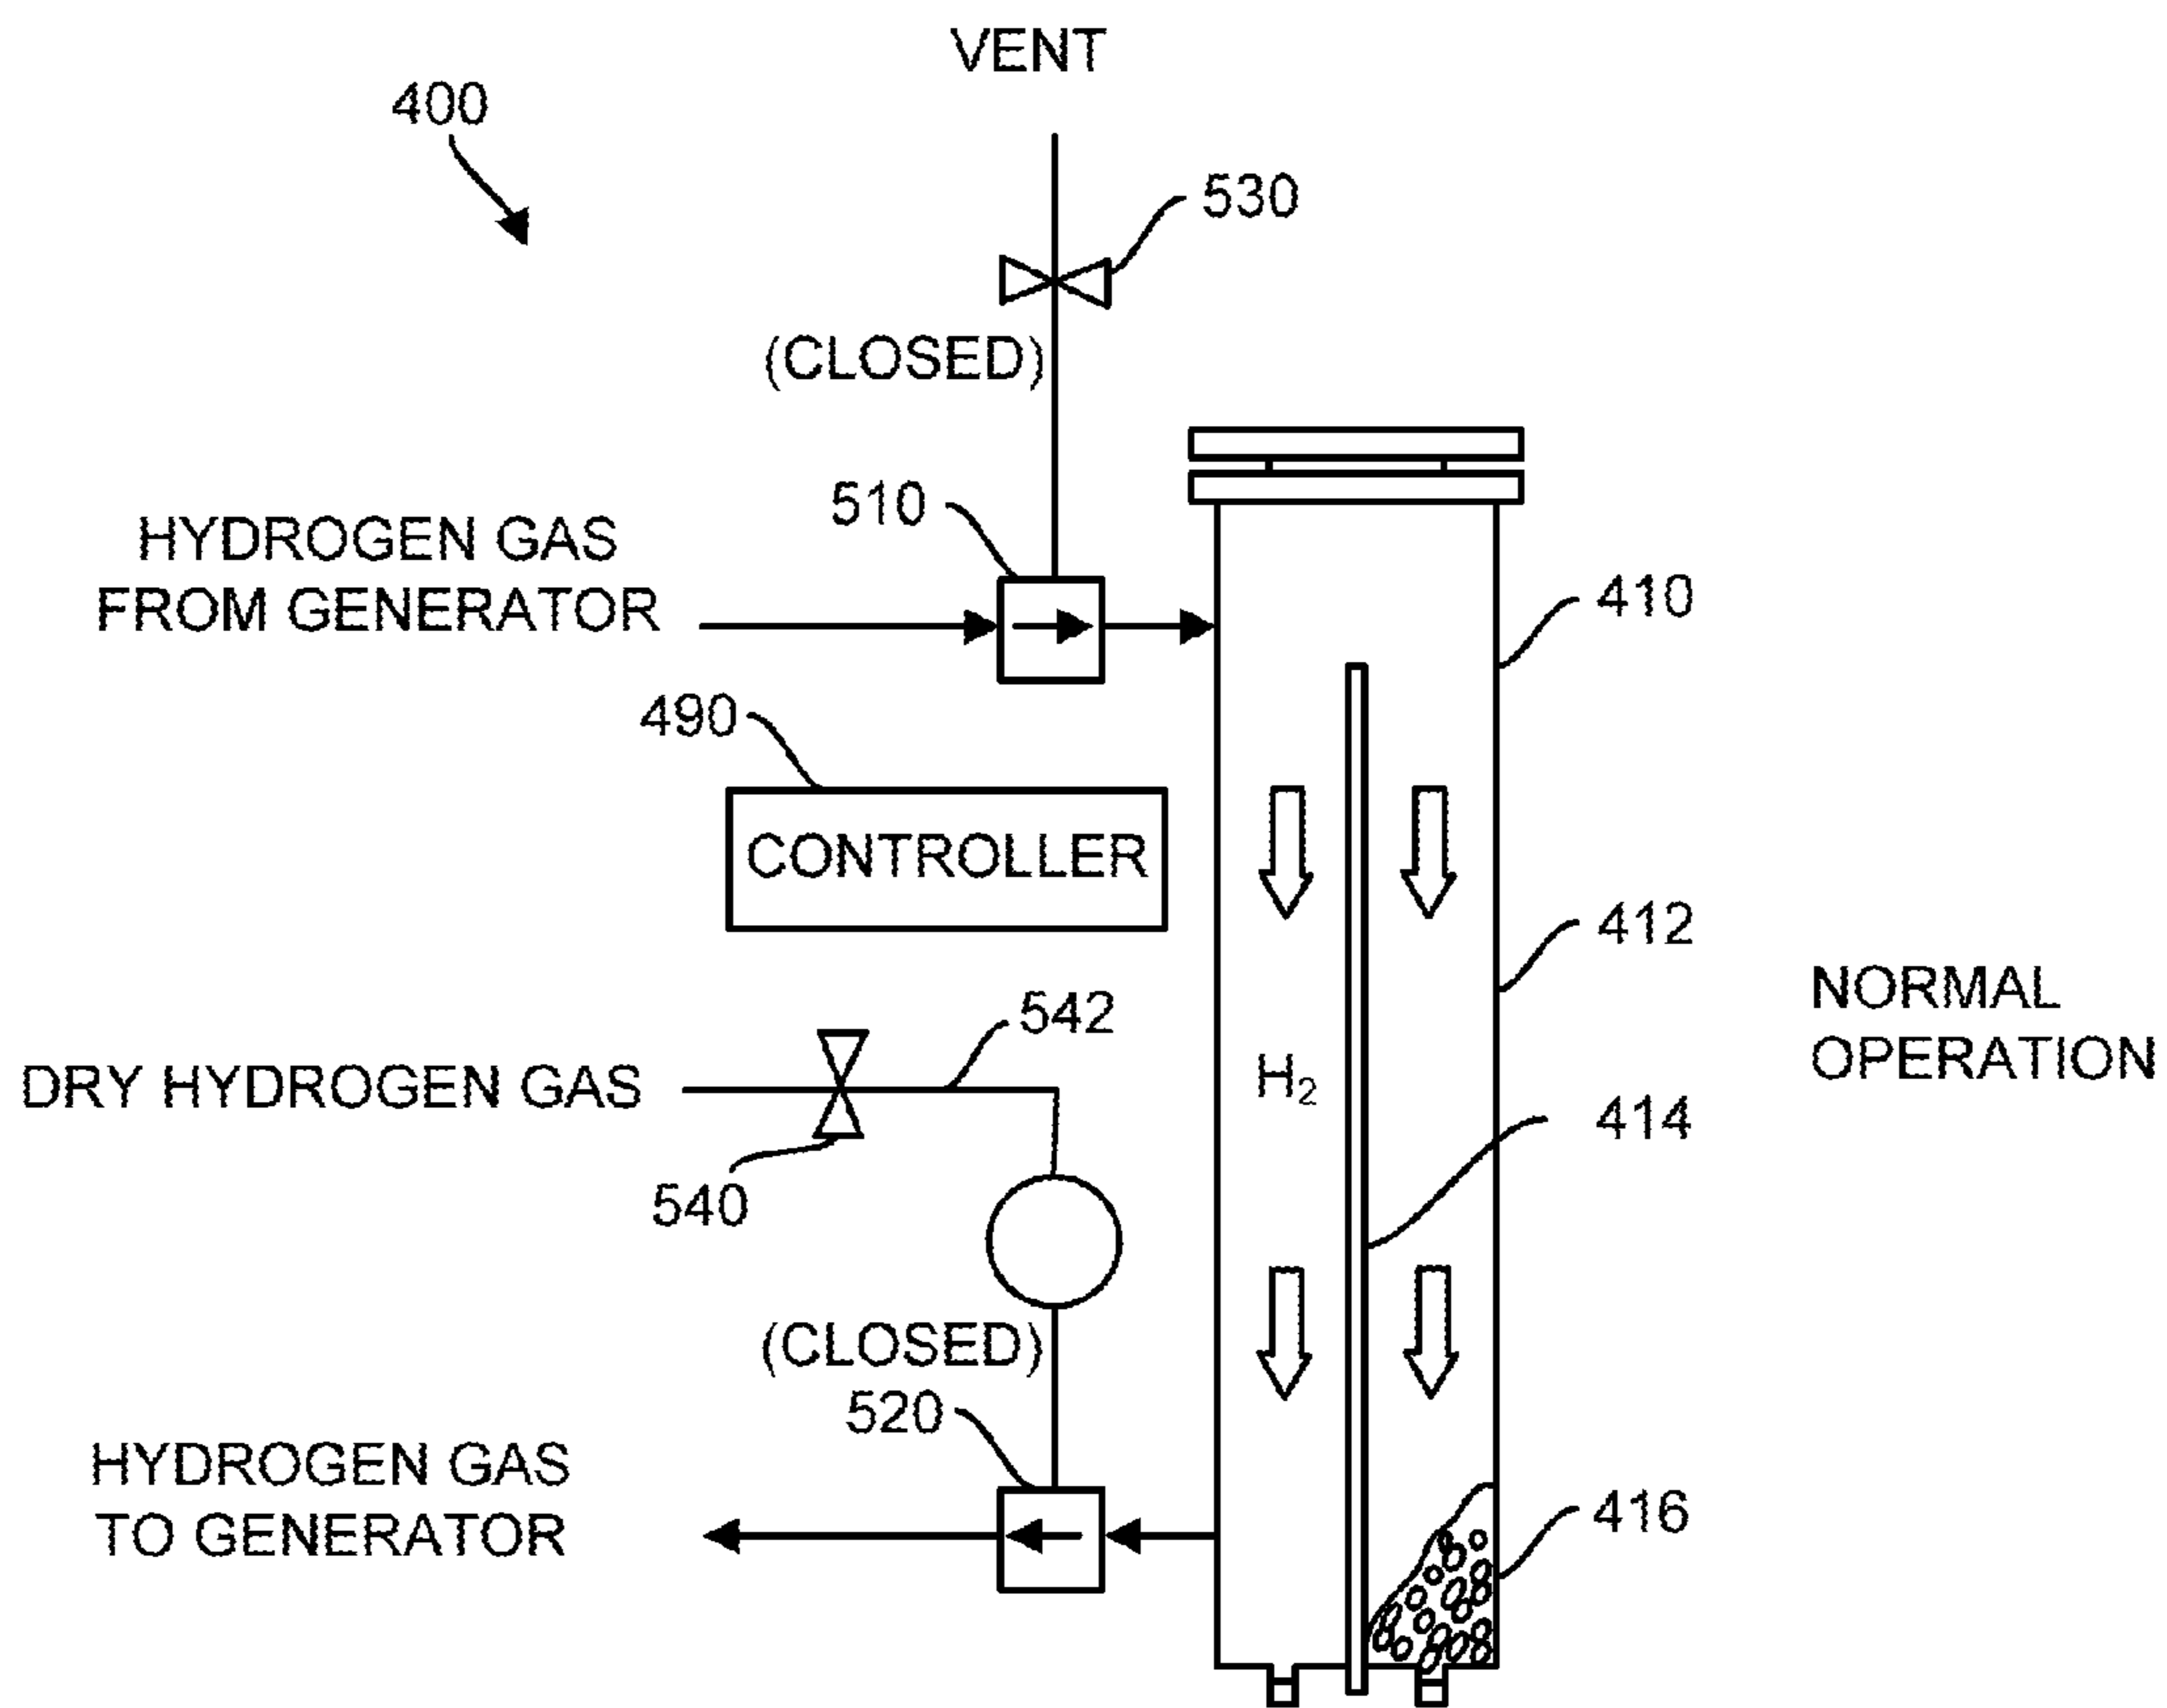 VENT
400
530
(CLOSED)
510
HYDROGEN GAS
FROM GENERATOR
410
490
CONTROLLER
412
NORMAL
OPERATION
542
DRY HYDROGEN GAS
H₂
414
540
(CLOSED)
520
HYDROGEN GAS
TO GENERATOR
416